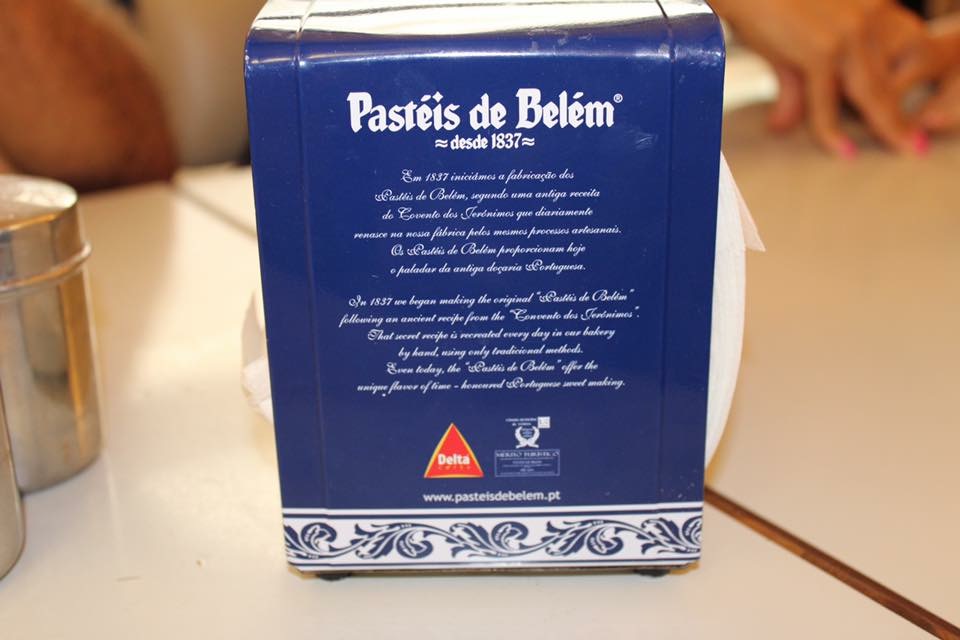 Pastéis de Belém®
≈desde 1837≈
Em 1837 iniciámos a fabricação dos
Pastéis de Belém, segundo uma antiga receita
do Covento dos Jerónimos que diariamente
renasce na nossa fábrica pelos mesmos processos artesanais.
Os Pastéis de Belém proporcionam hoje
o paladar da antiga doçaria Portuguesa.
In 1837 we began making the original "Pastéis de Belém"
following an ancient recipe from the "Convento dos Jerónimos".
That secret recipe is recreated every day in our bakery
by hand, using only tradicional methods.
Even today, the "Pastéis de Belém" offer the
unique flavor of time - honoured Portuguese sweet making.
Delta
CAFÉS
MERITO TURISTICO
www.pasteisdebelem.pt